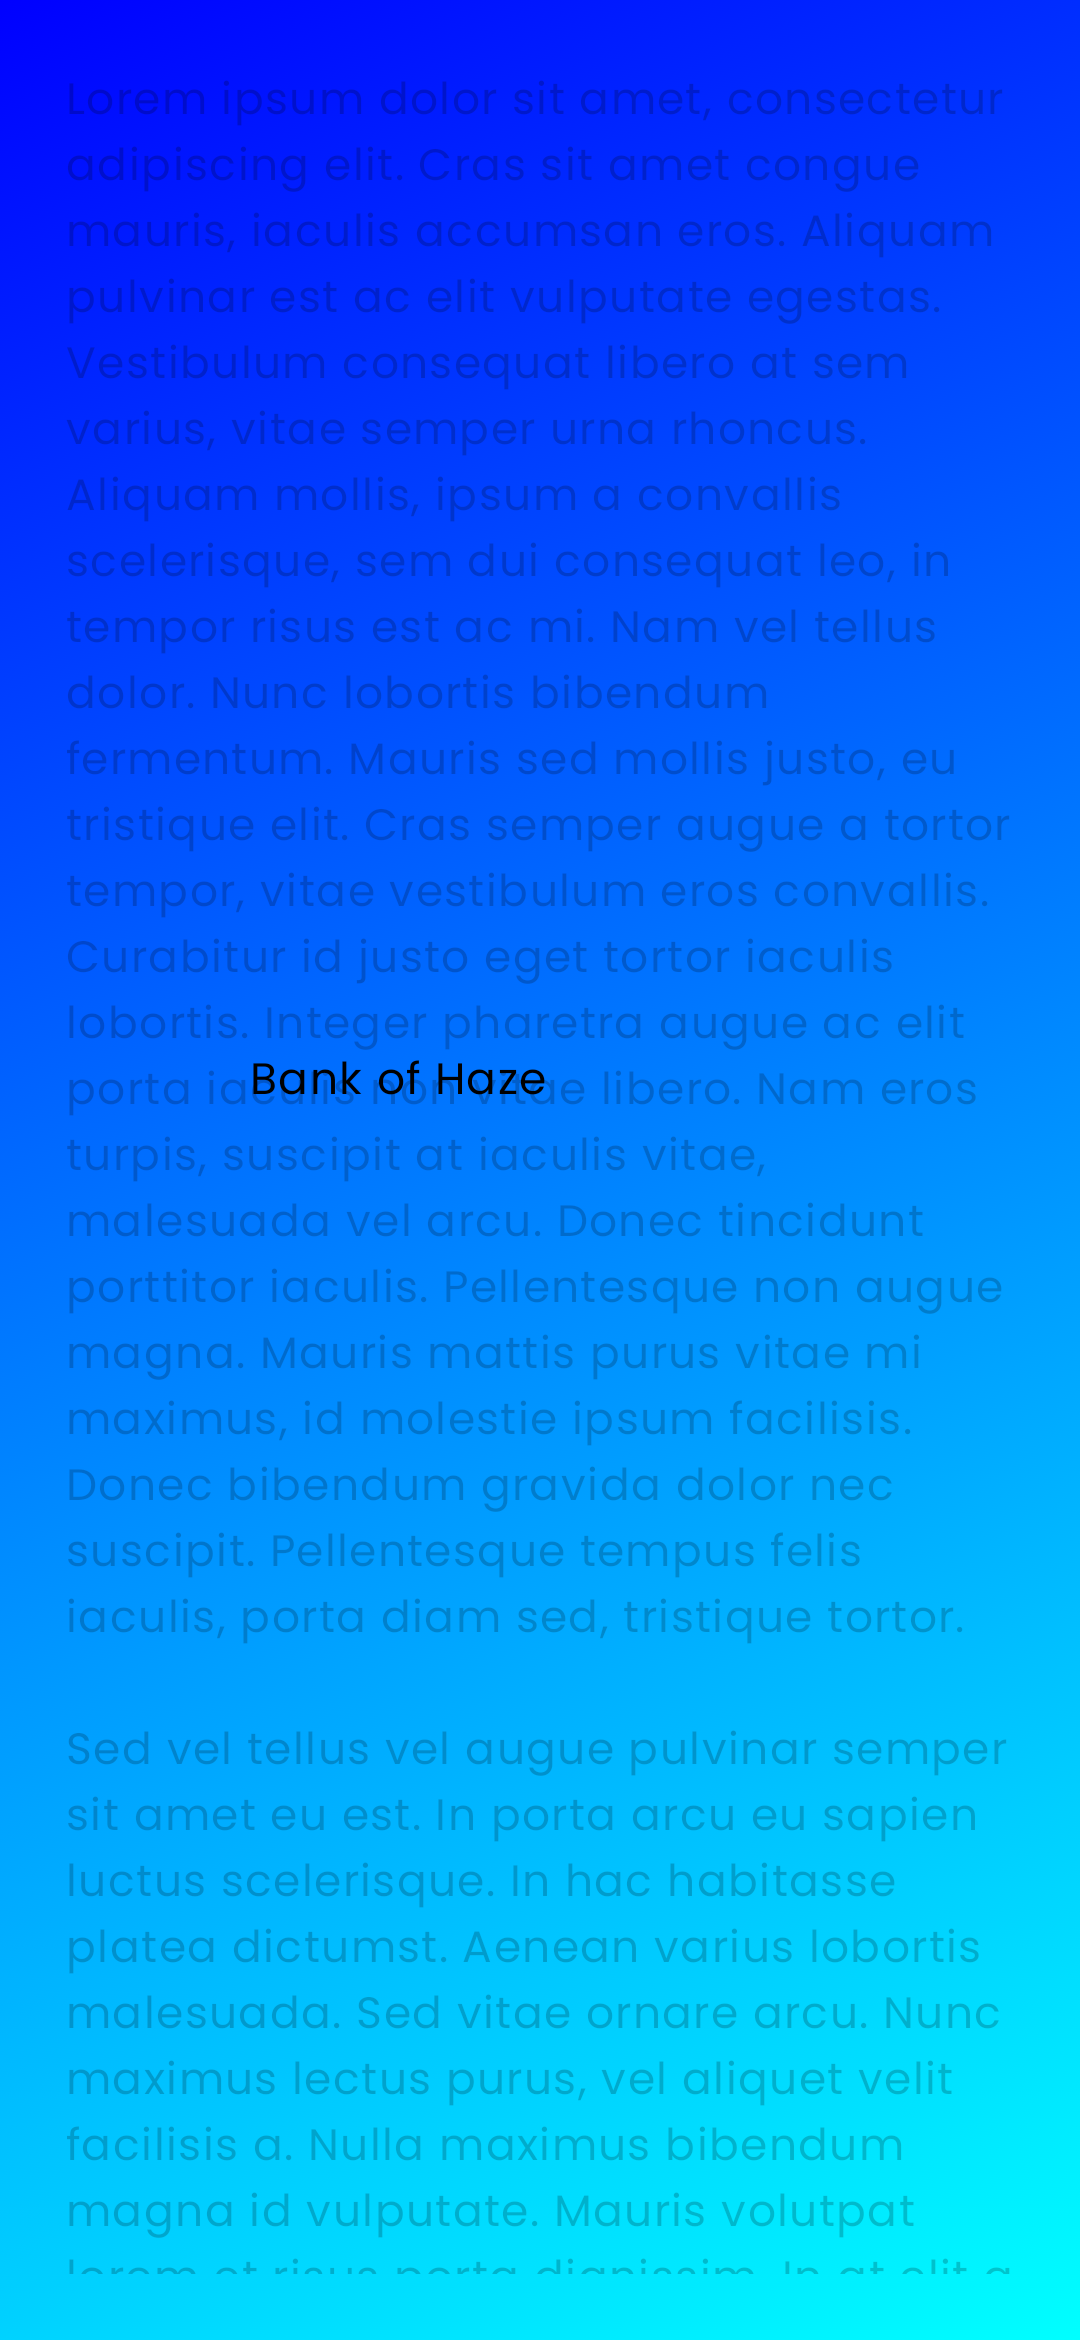 Lorem ipsum dolor sit amet, consectetur
adipiscing elit. Cras sit amet congue
mauris, iaculis accumsan eros. Aliquam
pulvinar est ac elit vulputate egestas.
Vestibulum consequat libero at sem
varius, vitae semper urna rhoncus.
Aliquam mollis, ipsum a convallis
scelerisque, sem dui consequat leo, in
tempor risus est ac mi. Nam vel tellus
dolor. Nunc lobortis bibendum
fermentum. Mauris sed mollis justo, eu
tristique elit. Cras semper augue a tortor
tempor, vitae vestibulum eros convallis.
Curabitur id justo eget tortor iaculis
lobortis. Integer pharetra augue ac elit
Bank of Haze
porta iaculis non vitae libero. Nam eros
turpis, suscipit at iaculis vitae,
malesuada vel arcu. Donec tincidunt
porttitor iaculis. Pellentesque non augue
magna. Mauris mattis purus vitae mi
maximus, id molestie ipsum facilisis.
Donec bibendum gravida dolor nec
suscipit. Pellentesque tempus felis
iaculis, porta diam sed, tristique tortor.
Sed vel tellus vel augue pulvinar semper
sit amet eu est. In porta arcu eu sapien
luctus scelerisque. In hac habitasse
platea dictumst. Aenean varius lobortis
malesuada. Sed vitae ornare arcu. Nunc
maximus lectus purus, vel aliquet velit
facilisis a. Nulla maximus bibendum
magna id vulputate. Mauris volutpat
lorem et risus porta dignissim. In at elit a